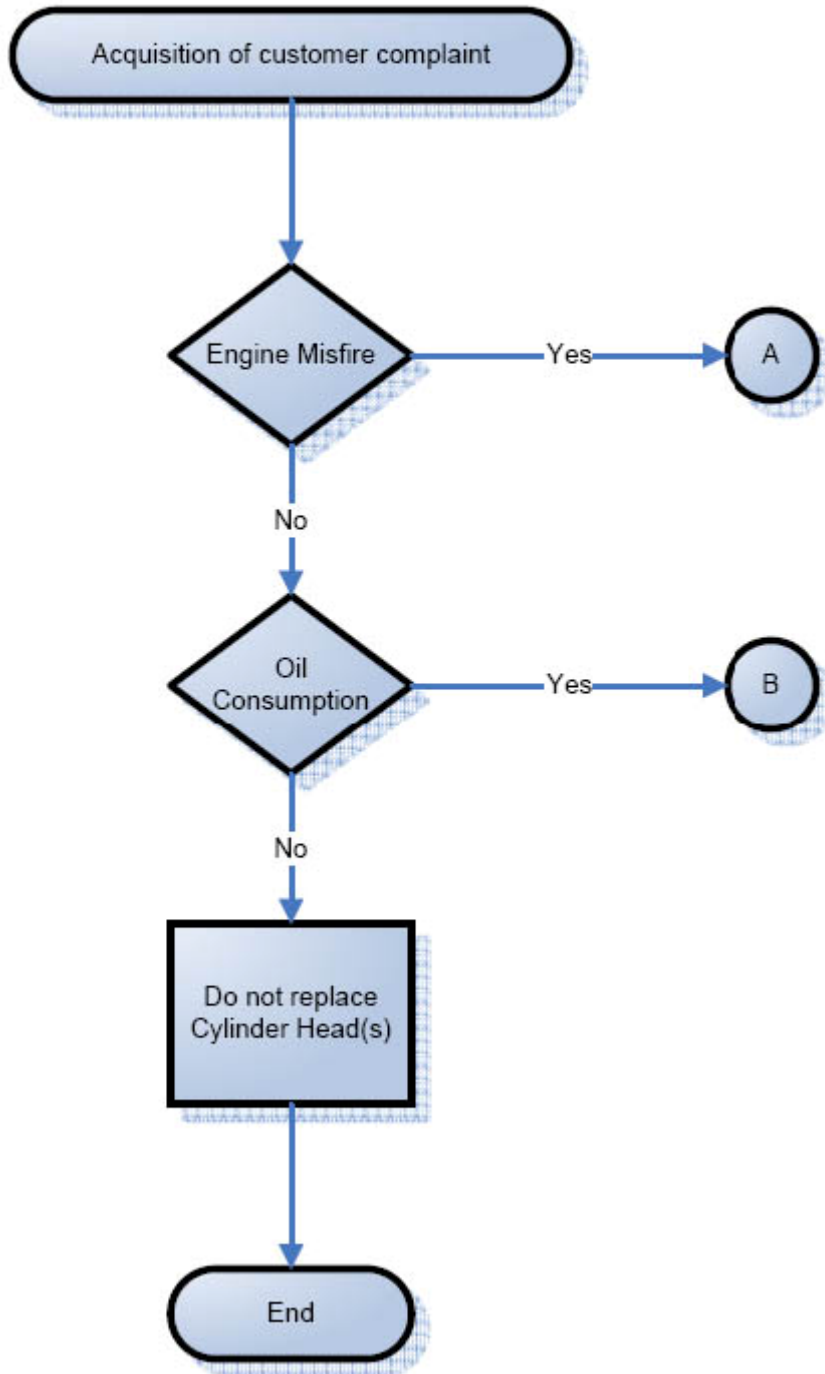 Acquisition of customer complaint
Engine Misfire
Yes
A
No
Oil
Consumption
Yes
B
No
Do not replace
Cylinder Head(s)
End